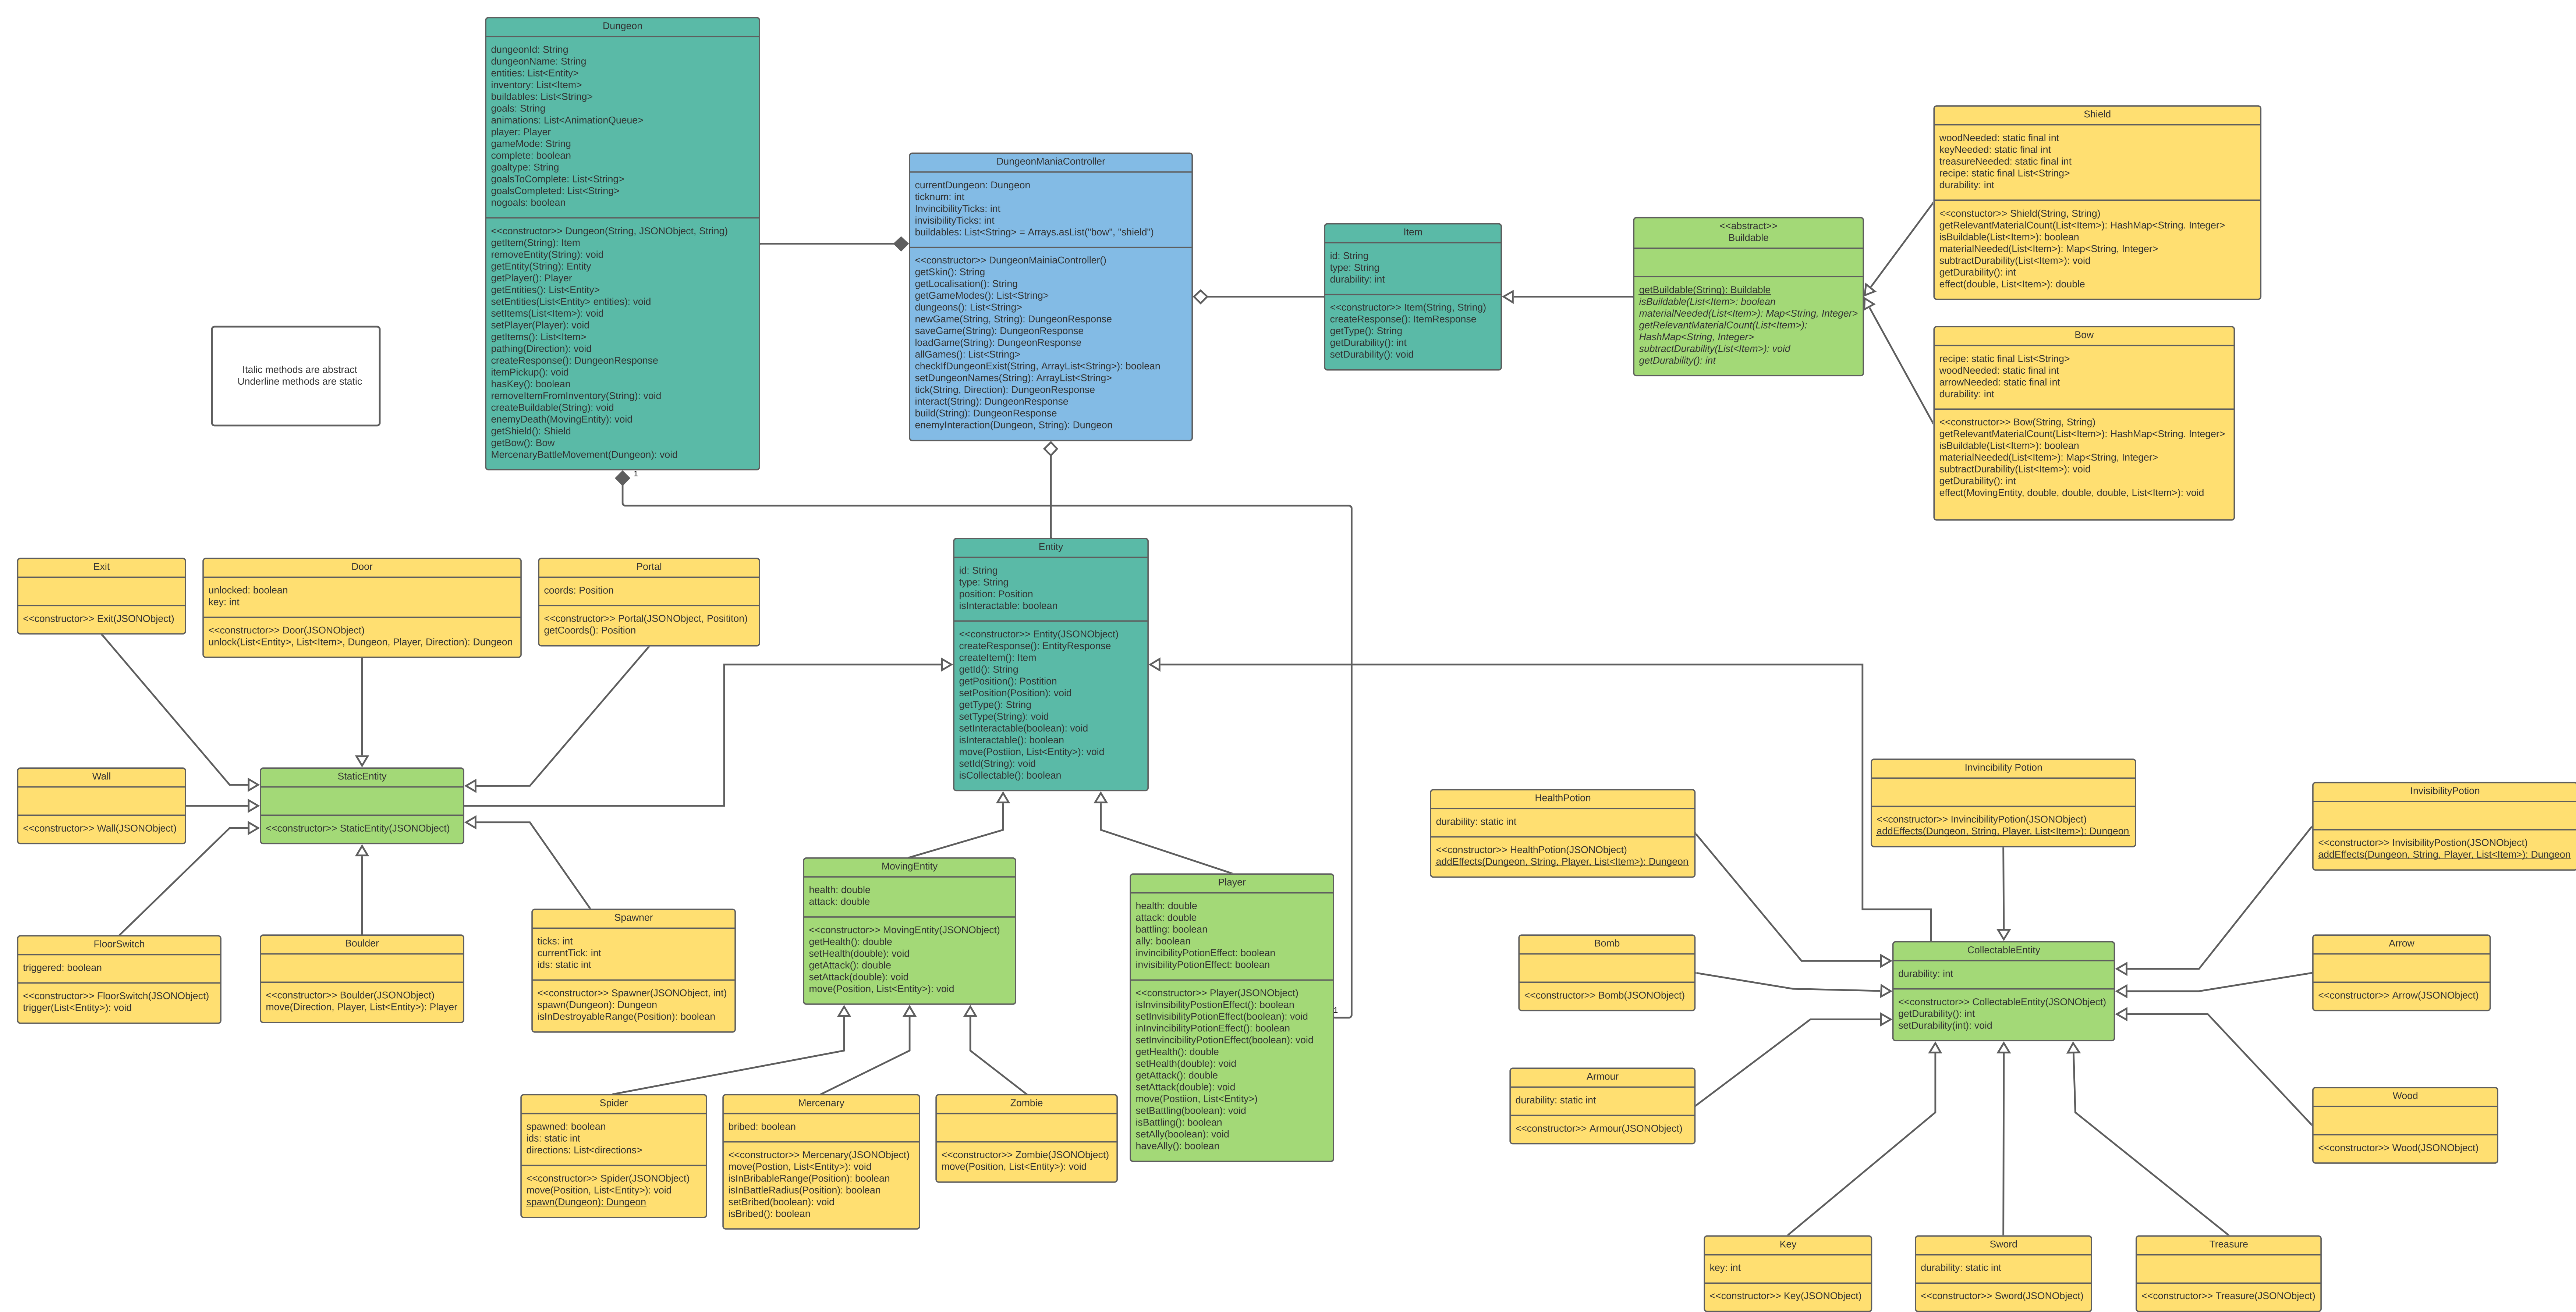 Dungeon
dungeonId: String
dungeonName: String
entities: List<Entity>
inventory: List<Item>
buildables: List<String>
goals: String
animations: List<AnimationQueue>
player: Player
gameMode: String
complete: boolean
goaltype: String
goalsToComplete: List<String>
goalsCompleted: List<String>
nogoals: boolean
<<constructor>> Dungeon(String, JSONObject, String)
getItem(String): Item
removeEntity(String): void
getEntity(String): Entity
getPlayer(): Player
getEntities(): List<Entity>
setEntities(List<Entity> entities): void
setItems(List<Item>): void
setPlayer(Player): void
getItems(): List<Item>
pathing(Direction): void
createResponse(): DungeonResponse
itemPickup(): void
hasKey(): boolean
removeItemFromInventory(String): void
createBuildable(String): void
enemyDeath(MovingEntity): void
getShield(): Shield
getBow(): Bow
MercenaryBattleMovement(Dungeon): void
1
DungeonManiaController
currentDungeon: Dungeon
ticknum: int
InvincibilityTicks: int
invisibilityTicks: int
buildables: List<String> = Arrays.asList("bow", "shield")
<<constructor>> DungeonMainiaController()
getSkin(): String
getLocalisation(): String
getGameModes(): List<String>
dungeons(): List<String>
newGame(String, String): DungeonResponse
saveGame(String): DungeonResponse
loadGame(String): DungeonResponse
allGames(): List<String>
checkIfDungeonExist(String, ArrayList<String>): boolean
setDungeonNames(String): ArrayList<String>
tick(String, Direction): DungeonResponse
interact(String): DungeonResponse
build(String): DungeonResponse
enemyInteraction(Dungeon, String): Dungeon
Item
id: String
type: String
durability: int
<<constructor>> Item(String, String)
createResponse(): ItemResponse
getType(): String
getDurability(): int
setDurability(): void
<<abstract>>
Buildable
getBuildable(String): Buildable
isBuildable(List<Item>: boolean
materialNeeded(List<Item>): Map<String, Integer>
getRelevantMaterialCount(List<Item>):
HashMap<String, Integer>
subtractDurability(List<Item>): void
getDurability(): int
Shield
woodNeeded: static final int
keyNeeded: static final int
treasureNeeded: static final int
recipe: static final List<String>
durability: int
<<constuctor>> Shield(String, String)
getRelevantMaterialCount(List<Item>): HashMap<String. Integer>
isBuildable(List<Item>): boolean
materialNeeded(List<Item>): Map<String, Integer>
subtractDurability(List<Item>): void
getDurability(): int
effect(double, List<Item>): double
Bow
recipe: static final List<String>
woodNeeded: static final int
arrowNeeded: static final int
durability: int
<<constructor>> Bow(String, String)
getRelevantMaterialCount(List<Item>): HashMap<String. Integer>
isBuildable(List<Item>): boolean
materialNeeded(List<Item>): Map<String, Integer>
subtractDurability(List<Item>): void
getDurability(): int
effect(MovingEntity, double, double, double, List<Item>): void
Italic methods are abstract
Underline methods are static
Exit
<<constructor>> Exit(JSONObject)
Door
unlocked: boolean
key: int
<<constructor>> Door(JSONObject)
unlock(List<Entity>, List<Item>, Dungeon, Player, Direction): Dungeon
Portal
coords: Position
<<constructor>> Portal(JSONObject, Posititon)
getCoords(): Position
Entity
id: String
type: String
position: Position
isInteractable: boolean
<<constructor>> Entity(JSONObject)
createResponse(): EntityResponse
createItem(): Item
getId(): String
getPosition(): Postition
setPosition(Position): void
getType(): String
setType(String): void
setInteractable(boolean): void
isInteractable(): boolean
move(Postiion, List<Entity>): void
setId(String): void
isCollectable(): boolean
Wall
<<constructor>> Wall(JSONObject)
StaticEntity
<<constructor>> StaticEntity(JSONObject)
FloorSwitch
triggered: boolean
<<constructor>> FloorSwitch(JSONObject)
trigger(List<Entity>): void
Boulder
<<constructor>> Boulder(JSONObject)
move(Direction, Player, List<Entity>): Player
Spawner
ticks: int
currentTick: int
ids: static int
<<constructor>> Spawner(JSONObject, int)
spawn(Dungeon): Dungeon
isInDestroyableRange(Position): boolean
MovingEntity
health: double
attack: double
<<constructor>> MovingEntity(JSONObject)
getHealth(): double
setHealth(double): void
getAttack(): double
setAttack(double): void
move(Position, List<Entity>): void
Player
health: double
attack: double
battling: boolean
ally: boolean
invincibilityPotionEffect: boolean
invisibilityPotionEffect: boolean
<<constructor>> Player(JSONObject)
isInvinsibilityPostionEffect(): boolean
setInvisibilityPotionEffect(boolean): void
inInvincibilityPotionEffect(): boolean
setInvincibilityPotionEffect(boolean): void
getHealth(): double
setHealth(double): void
getAttack(): double
setAttack(double): void
move(Postiion, List<Entity>)
setBattling(boolean): void
isBattling(): boolean
setAlly(boolean): void
haveAlly(): boolean
1
Spider
spawned: boolean
ids: static int
directions: List<directions>
<<constructor>> Spider(JSONObject)
move(Position, List<Entity>): void
spawn(Dungeon): Dungeon
Mercenary
bribed: boolean
<<constructor>> Mercenary(JSONObject)
move(Postion, List<Entity>): void
isInBribableRange(Position): boolean
isInBattleRadius(Position): boolean
setBribed(boolean): void
isBribed(): boolean
Zombie
<<constructor>> Zombie(JSONObject)
move(Position, List<Entity>): void
HealthPotion
durability: static int
<<constructor>> HealthPotion(JSONObject)
addEffects(Dungeon, String, Player, List<Item>): Dungeon
Invincibility Potion
<<constructor>> InvincibilityPotion(JSONObject)
addEffects(Dungeon, String, Player, List<Item>): Dungeon
InvisibilityPotion
<<constructor>> InvisibilityPostion(JSONObject)
addEffects(Dungeon, String, Player, List<Item>): Dungeon
Bomb
<<constructor>> Bomb(JSONObject)
CollectableEntity
durability: int
<<constructor>> CollectableEntity(JSONObject)
getDurability(): int
setDurability(int): void
Arrow
<<constructor>> Arrow(JSONObject)
Armour
durability: static int
<<constructor>> Armour(JSONObject)
Wood
<<constructor>> Wood(JSONObject)
Key
key: int
<<constructor>> Key(JSONObject)
Sword
durability: static int
<<constructor>> Sword(JSONObject)
Treasure
<<constructor>> Treasure(JSONObject)